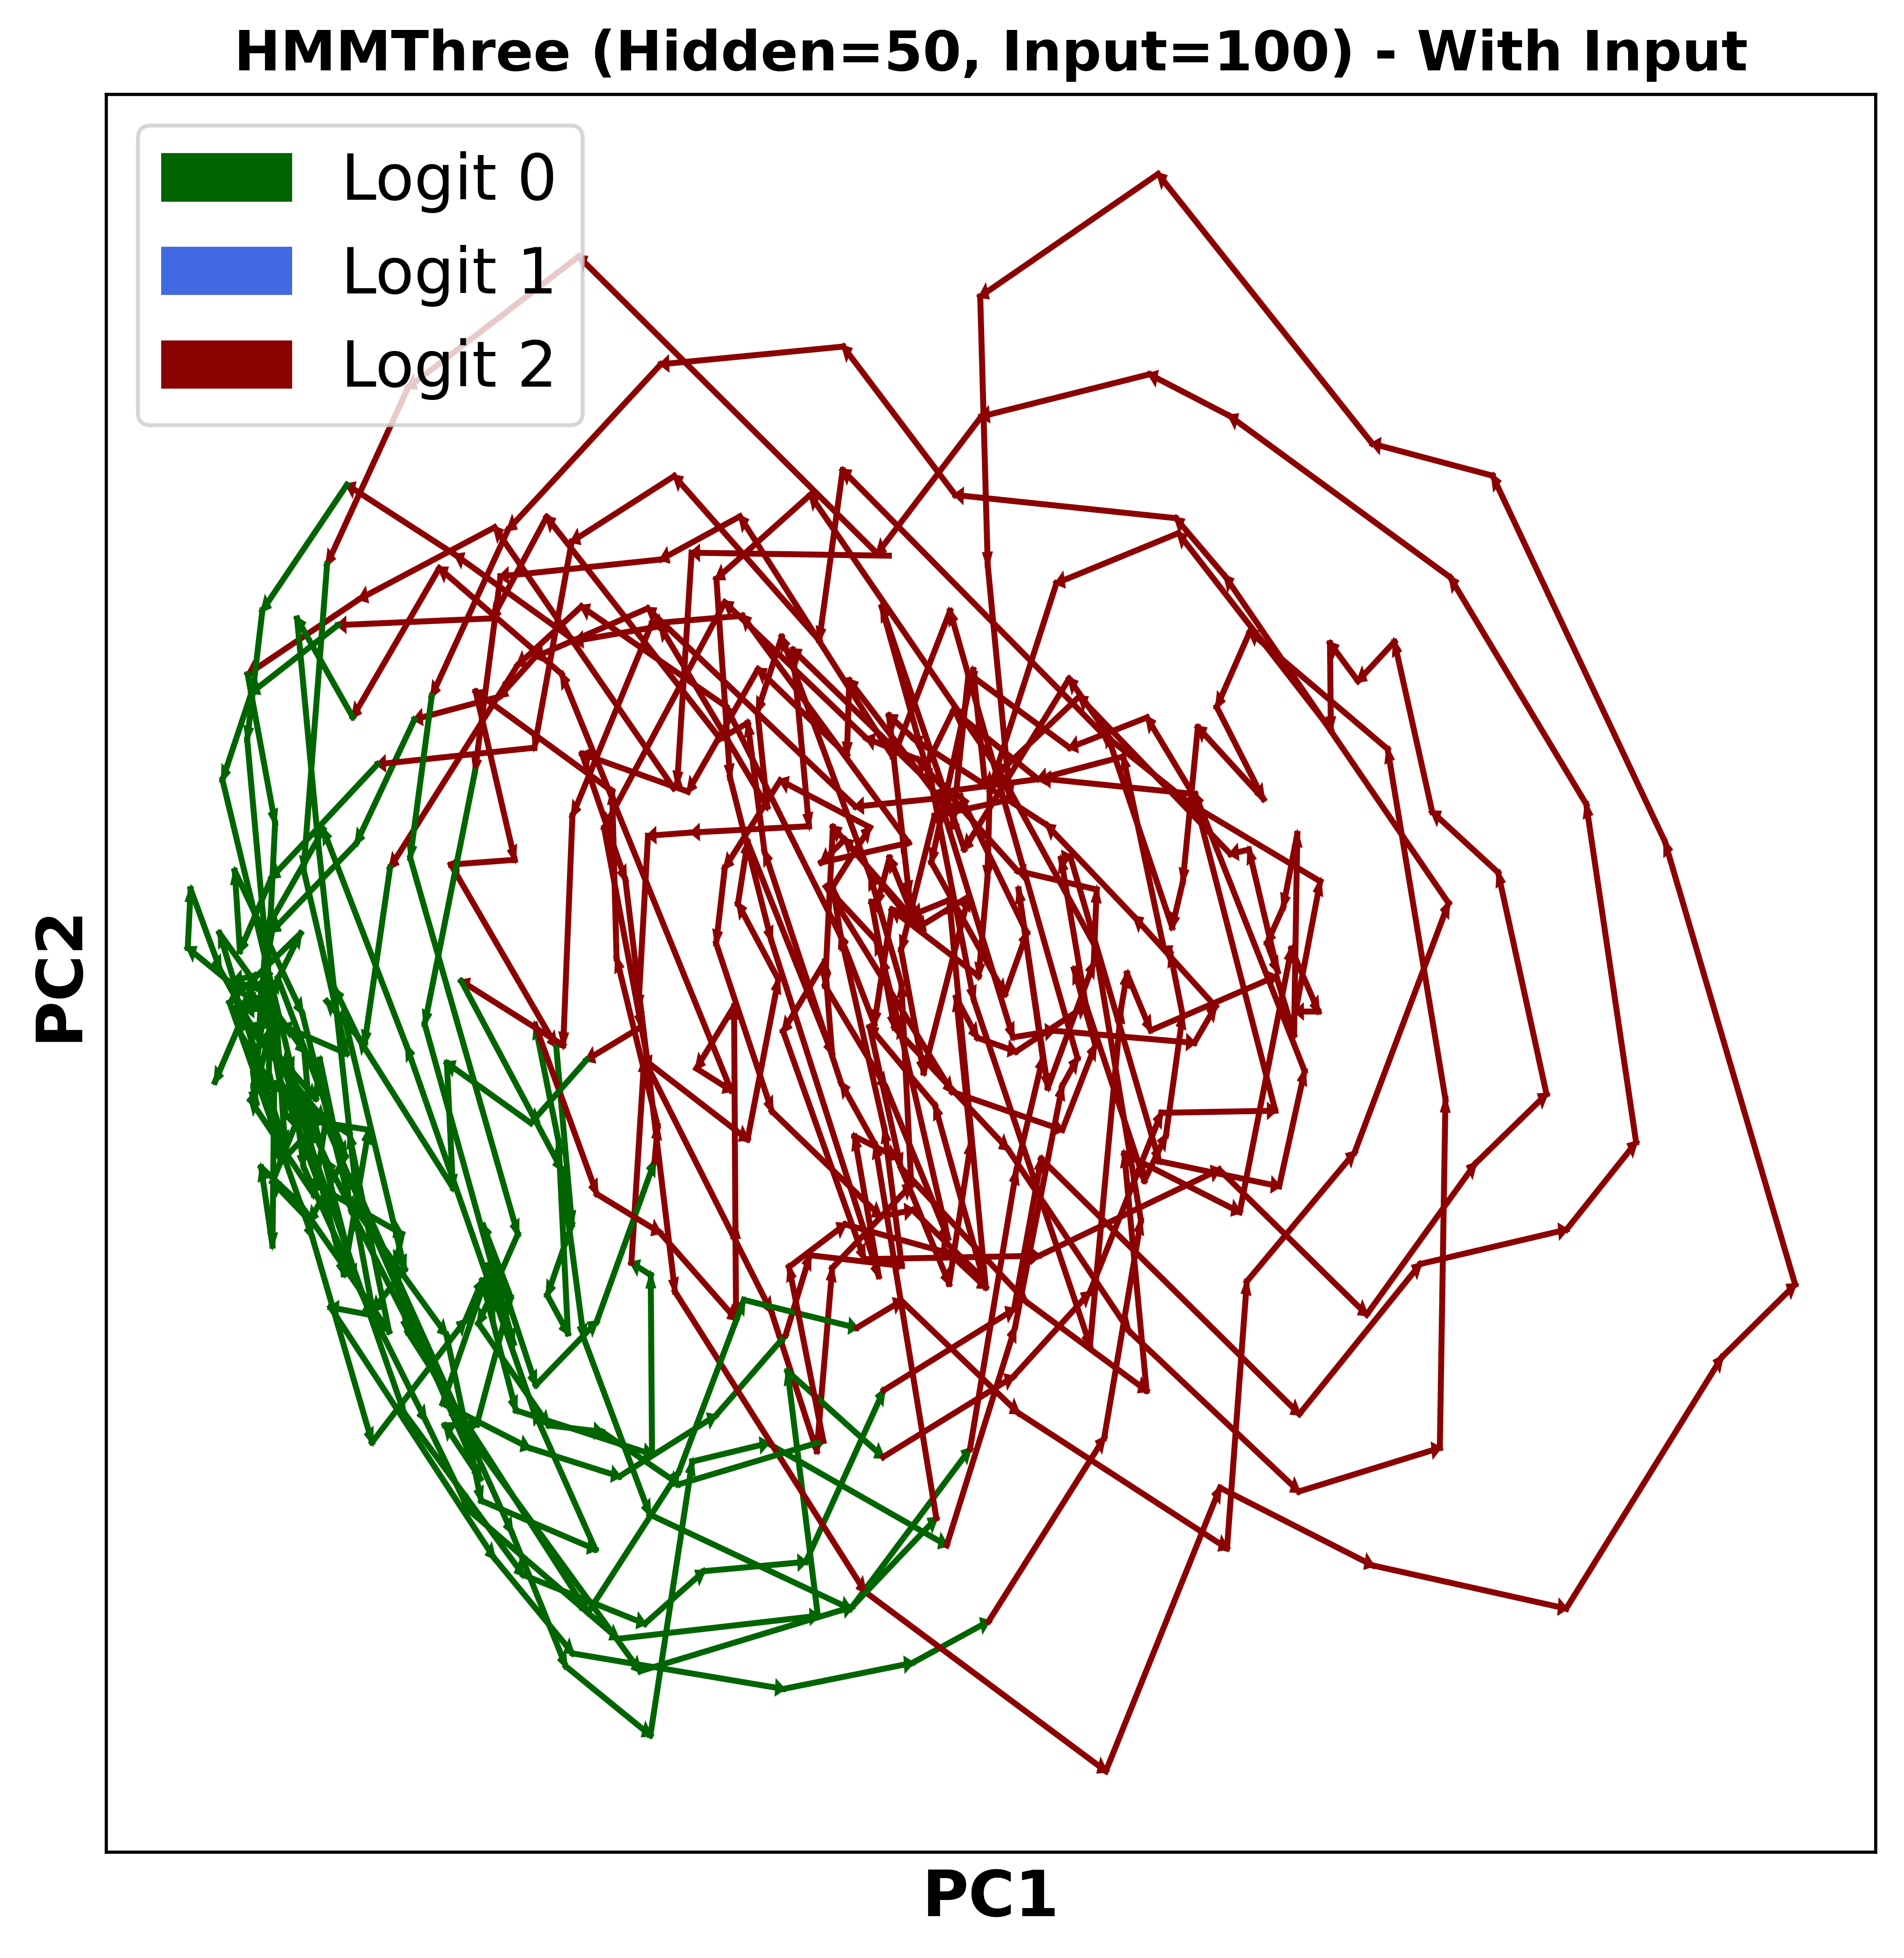 HMMThree (Hidden=50, Input=100) - With Input
Logit 0
Logit 1
Logit 2
PC2
PC1